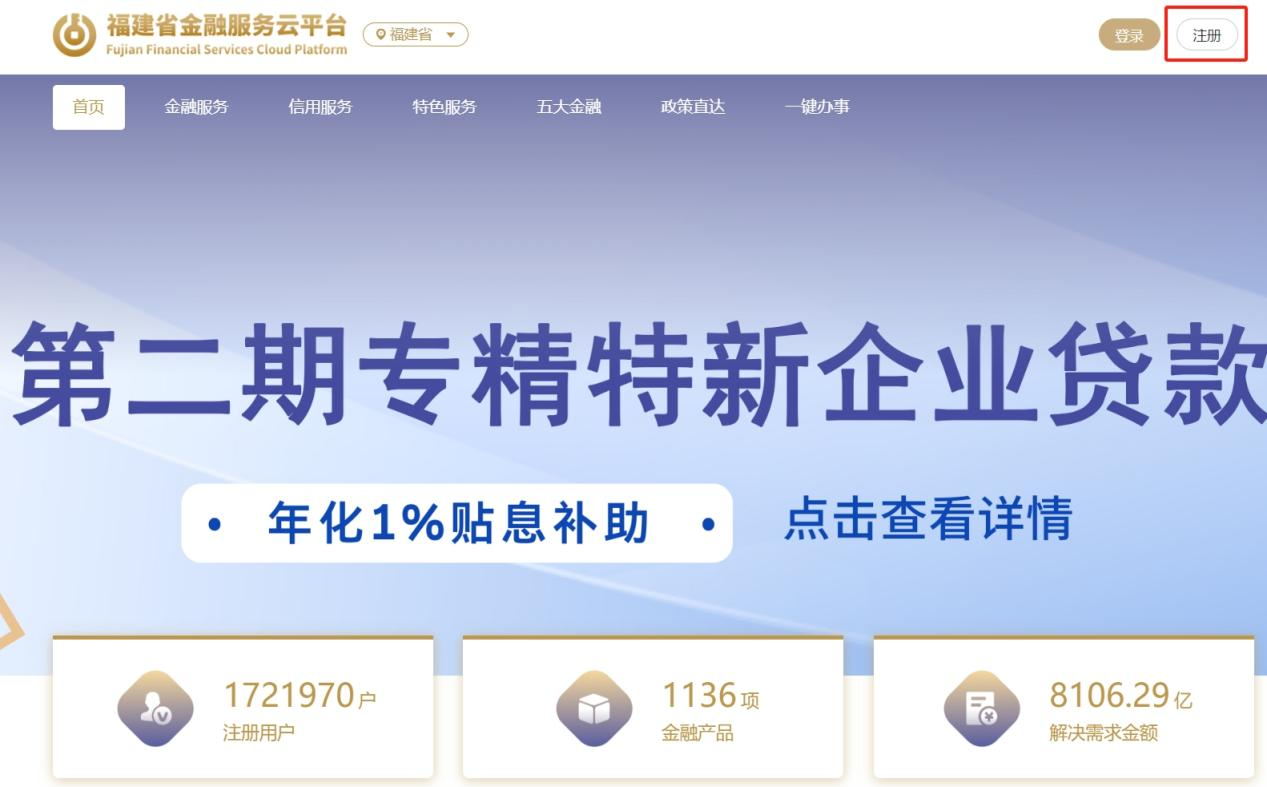 福建省金融服务云平台
Fujian Financial Services Cloud Platform
福建省
登录
注册
首页 金融服务 信用服务 特色服务 五大金融 政策直达 一键办事
第二期专精特新企业贷款
· 年化1%贴息补助 ·
点击查看详情
1721970户
注册用户
1136项
金融产品
8106.29亿
解决需求金额